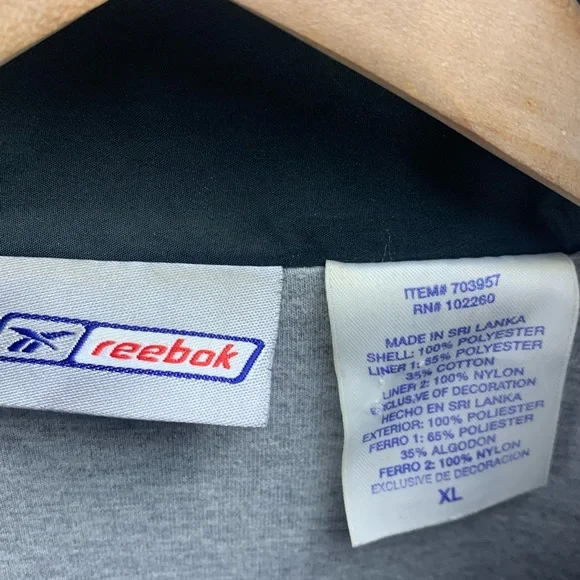 reebok
ITEM# 703957
RN# 102260
MADE IN SRI LANKA
SHELL: 100% POLYESTER
LINER 1: 65% POLYESTER
35% COTTON
LINER 2: 100% NYLON
EXCLUSIVE OF DECORATION
HECHO EN SRI LANKA
EXTERIOR: 100% POLIESTER
FERRO 1: 65% POLIESTER
35% ALGODON
FERRO 2: 100% NYLON
EXCLUSIVE DE DECORACION
XL